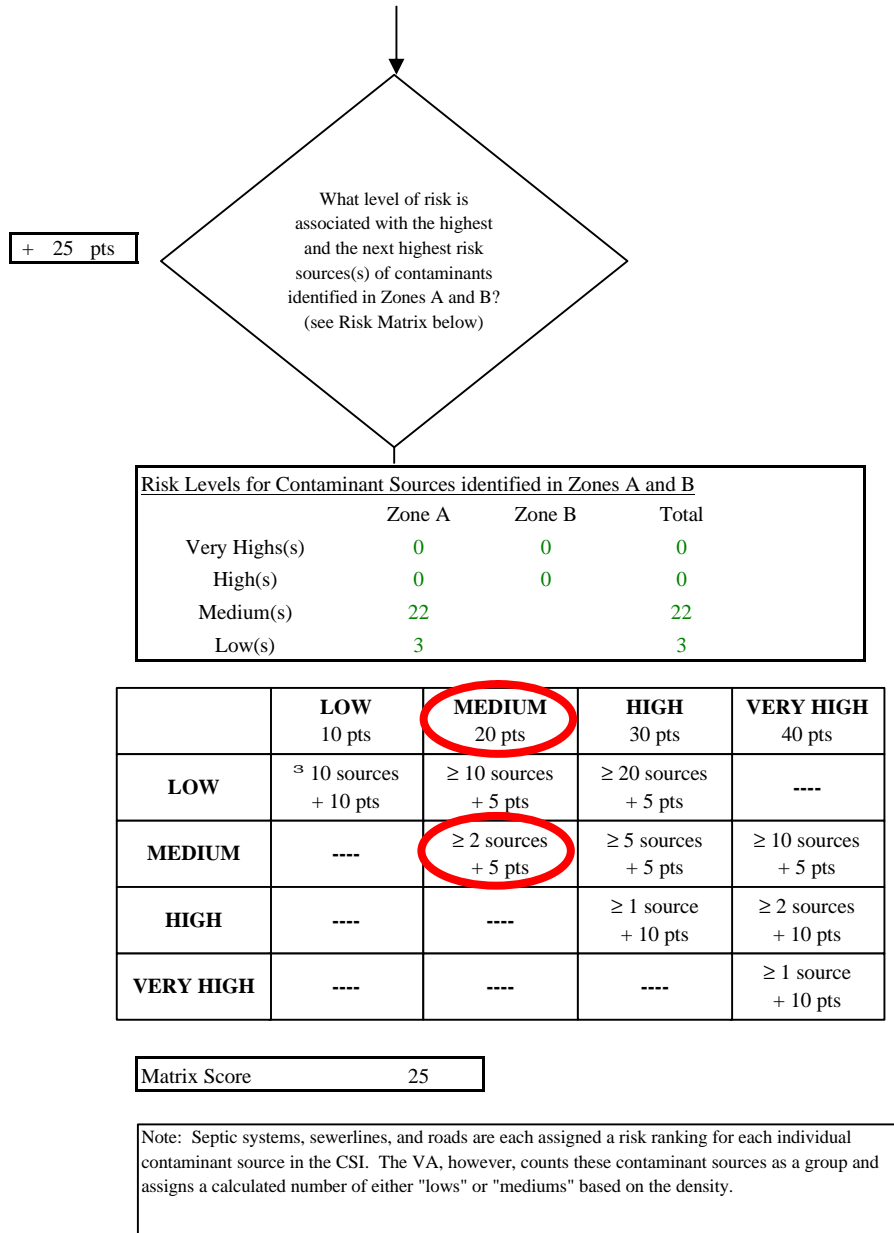 What level of risk is
associated with the highest
and the next highest risk
sources(s) of contaminants
identified in Zones A and B?
(see Risk Matrix below)
+ 25 pts
Risk Levels for Contaminant Sources identified in Zones A and B
Zone A Zone B Total
Very Highs(s) 0 0 0
High(s) 0 0 0
Medium(s) 22 22
Low(s) 3 3
LOW MEDIUM HIGH VERY HIGH
10 pts 20 pts 30 pts 40 pts
LOW ³ 10 sources ≥ 10 sources ≥ 20 sources ----
+ 10 pts + 5 pts + 5 pts
MEDIUM ---- ≥ 2 sources ≥ 5 sources ≥ 10 sources
+ 5 pts + 5 pts + 5 pts
HIGH ---- ---- ≥ 1 source ≥ 2 sources
+ 10 pts + 10 pts
VERY HIGH ---- ---- ---- ≥ 1 source
+ 10 pts
Matrix Score 25
Note: Septic systems, sewerlines, and roads are each assigned a risk ranking for each individual
contaminant source in the CSI. The VA, however, counts these contaminant sources as a group and
assigns a calculated number of either "lows" or "mediums" based on the density.